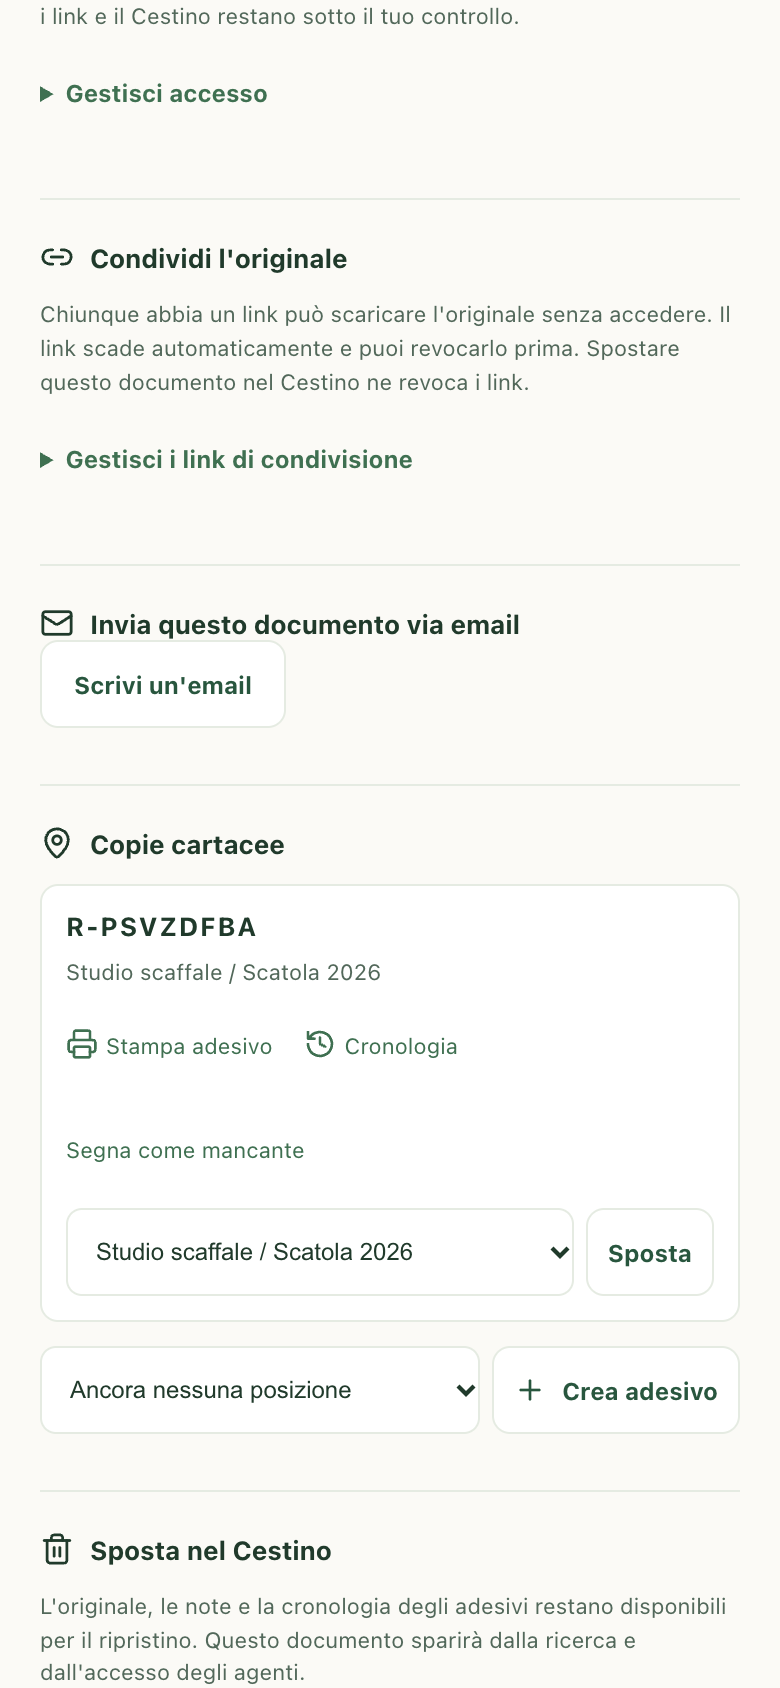 i link e il Cestino restano sotto il tuo controllo.
Gestisci accesso
Condividi l'originale
Chiunque abbia un link può scaricare l'originale senza accedere. Il
link scade automaticamente e puoi revocarlo prima. Spostare
questo documento nel Cestino ne revoca i link.
Gestisci i link di condivisione
Invia questo documento via email
Scrivi un'email
Copie cartacee
R-PSVZDFBA
Studio scaffale / Scatola 2026
Stampa adesivo Cronologia
Segna come mancante
Studio scaffale / Scatola 2026 Sposta
Ancora nessuna posizione Crea adesivo
Sposta nel Cestino
L'originale, le note e la cronologia degli adesivi restano disponibili
per il ripristino. Questo documento sparirà dalla ricerca e
dall'accesso degli agenti.